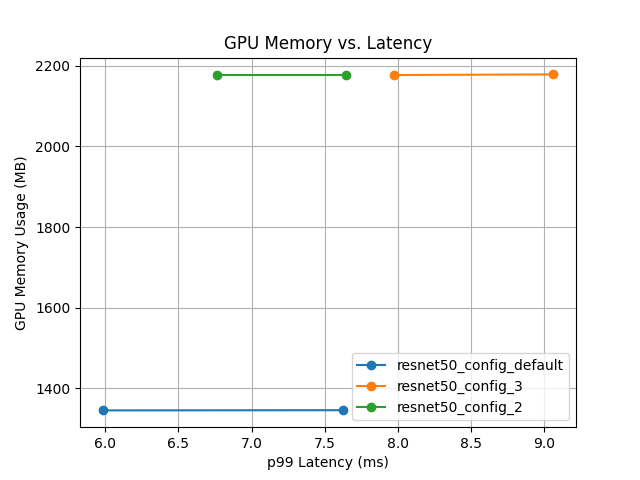 GPU Memory vs. Latency
GPU Memory Usage (MB)
2200
2000
1800
1600
1400
resnet50_config_default
resnet50_config_3
resnet50_config_2
6.0 6.5 7.0 7.5 8.0 8.5 9.0
p99 Latency (ms)